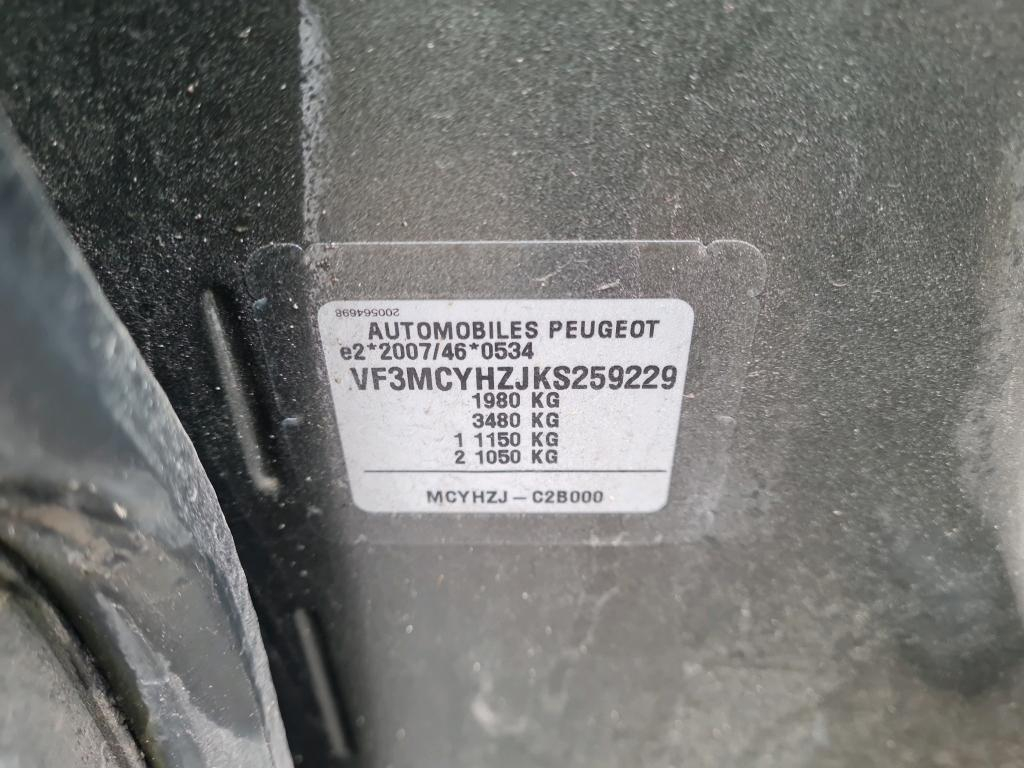 200564698
AUTOMOBILES PEUGEOT
e2*2007/46*0534
VF3MCYHZJKS259229
1980 KG
3480 KG
1 1150 KG
2 1050 KG
MCYHZJ - C2B000